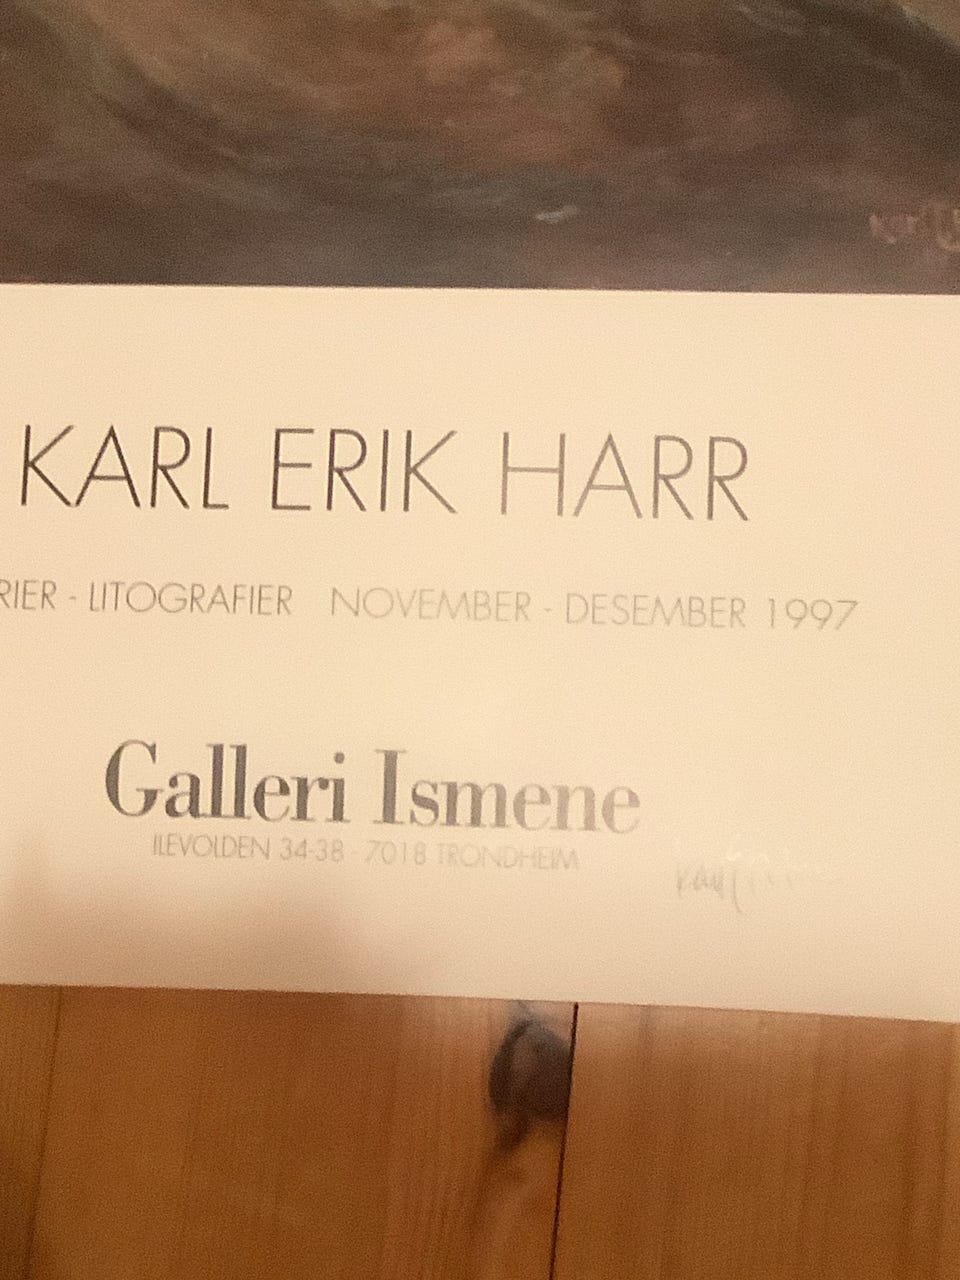 KARL ERIK HARR
RIER - LITOGRAFIER NOVEMBER - DESEMBER 1997
Galleri Ismene
ILEVOLDEN 34-38 - 7018 TRONDHEIM